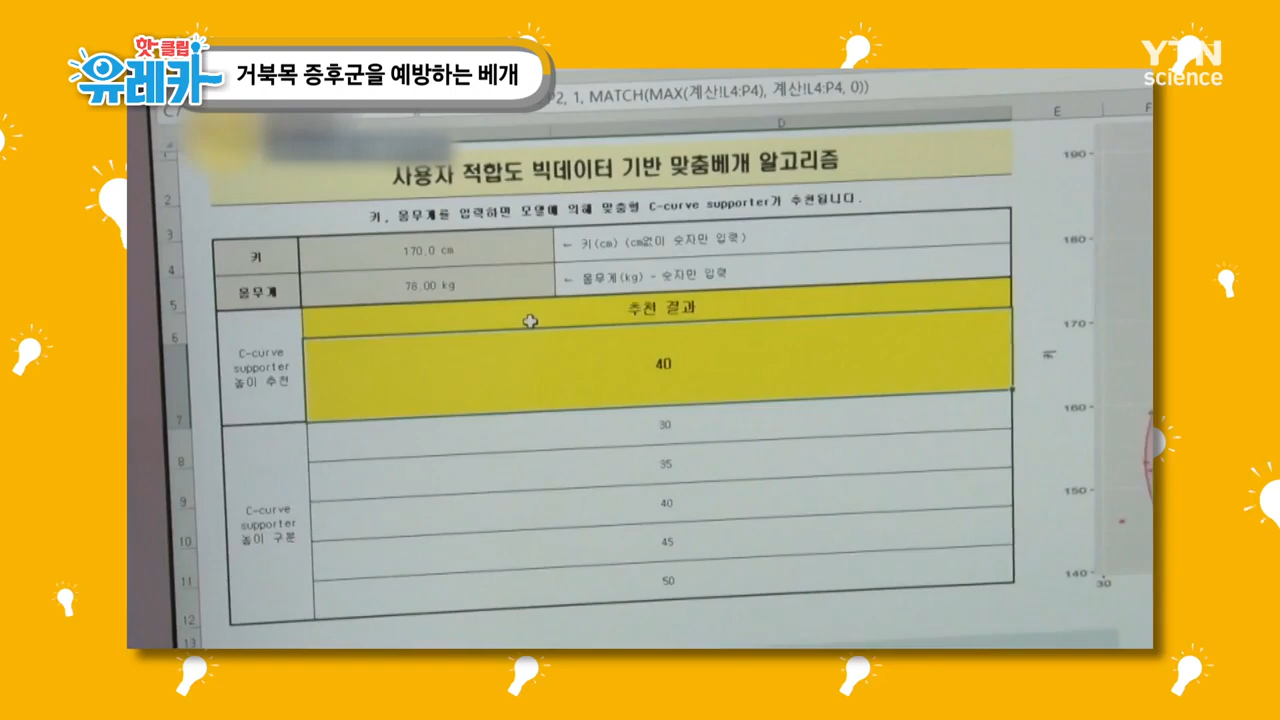 핫클립
유레카
거북목 증후군을 예방하는 베개
YTN
science
P2, 1, MATCH(MAX(계산!L4:P4), 계산!L4:P4, 0))
D
E
F
사용자 적합도 빅데이터 기반 맞춤베개 알고리즘
키, 몸무게를 입력하면 모델에 의해 맞춤형 C-curve supporter가 추천됩니다.
키
170.0 cm
← 키(cm) (cm없이 숫자만 입력)
몸무게
78.00 kg
← 몸무게(kg) - 숫자만 입력
추천 결과
C-curve
supporter
높이 추천
40
C-curve
supporter
높이 구분
30
35
40
45
50
2
3
4
5
6
7
8
9
10
11
12
13
190
180
170
키
160
150
140
30